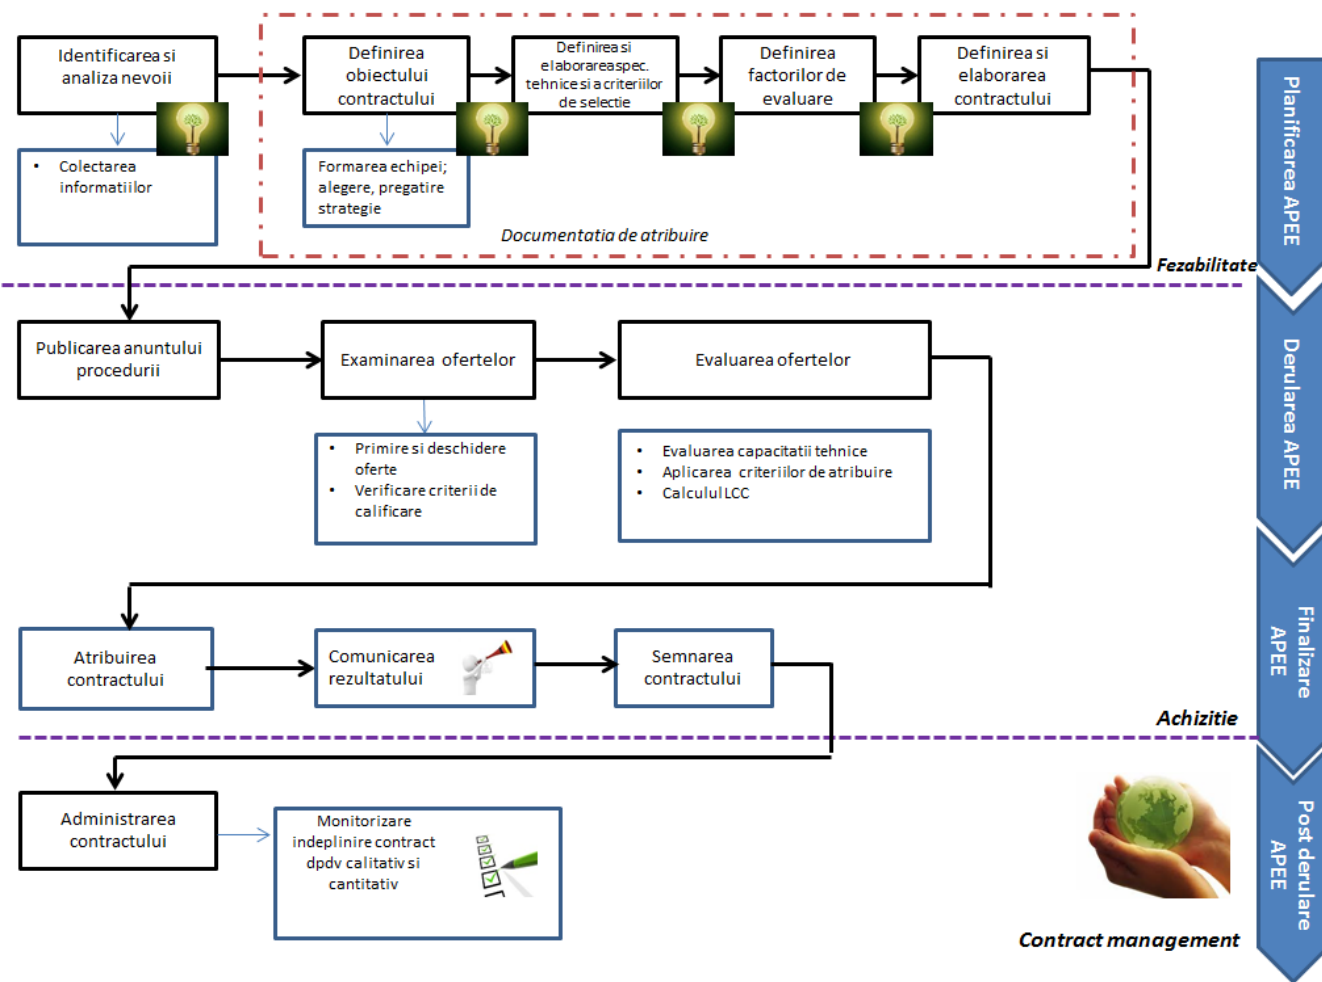 Identificarea si
analiza nevoii
Definirea
obiectului
contractului
Definirea si
elaborarea spec.
tehnice si a criteriilor
de selectie
Definirea
factorilor de
evaluare
Definirea si
elaborarea
contractului
• Colectarea
informatiilor
Formarea echipei;
alegere, pregatire
strategie
Documentatia de atribuire
Planificarea APEE
Fezabilitate
Publicarea anuntului
procedurii
Examinarea ofertelor
Evaluarea ofertelor
• Primire si deschidere
oferte
• Verificare criterii de
calificare
• Evaluarea capacitatii tehnice
• Aplicarea criteriilor de atribuire
• Calculul LCC
Derularea APEE
Atribuirea
contractului
Comunicarea
rezultatului
Semnarea
contractului
Finalizare
APEE
Achizitie
Administrarea
contractului
Monitorizare
indeplinire contract
dpdv calitativ si
cantitativ
Post derulare
APEE
Contract management